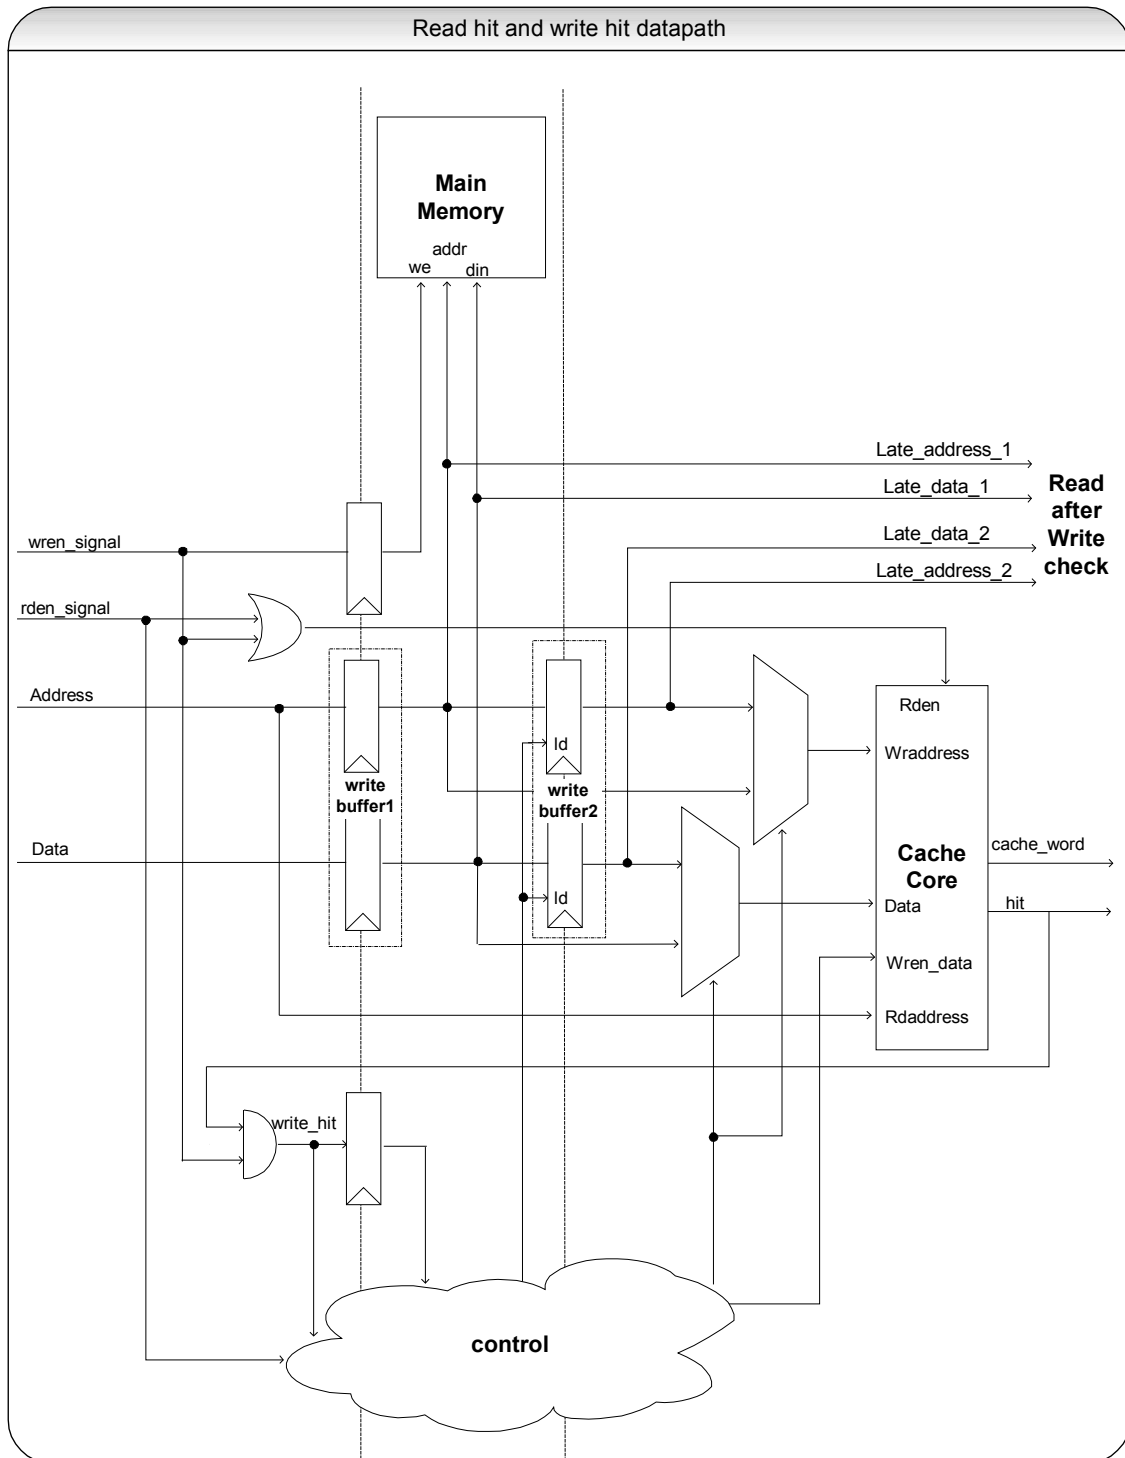 Read hit and write hit datapath
Main
Memory
addr
we
din
Late_address_1
Late_data_1
Read
after
Write
check
Late_data_2
Late_address_2
wren_signal
rden_signal
Address
Rden
ld
Wraddress
write
buffer1
write
buffer2
Data
cache_word
Cache
Core
ld
Data
hit
Wren_data
Rdaddress
write_hit
control